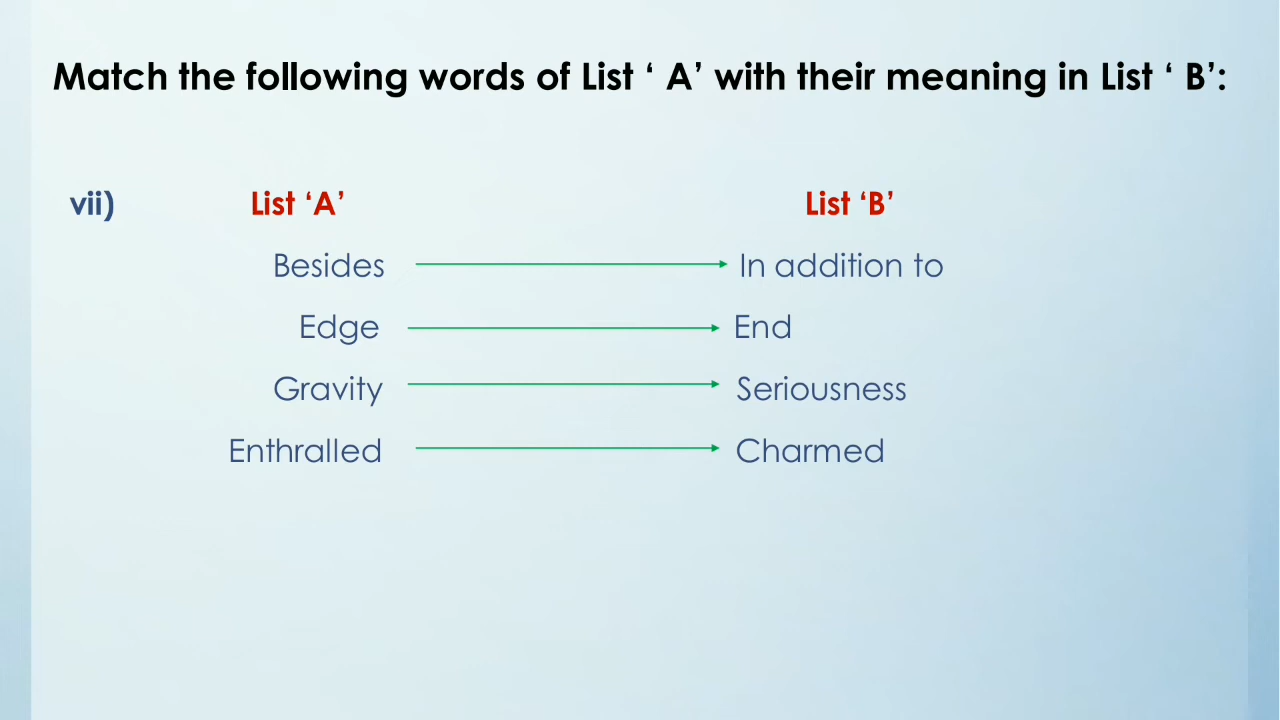 Match the following words of List ‘ A’ with their meaning in List ‘ B’:
vii) List ‘A’ List ‘B’
Besides In addition to
Edge End
Gravity Seriousness
Enthralled Charmed